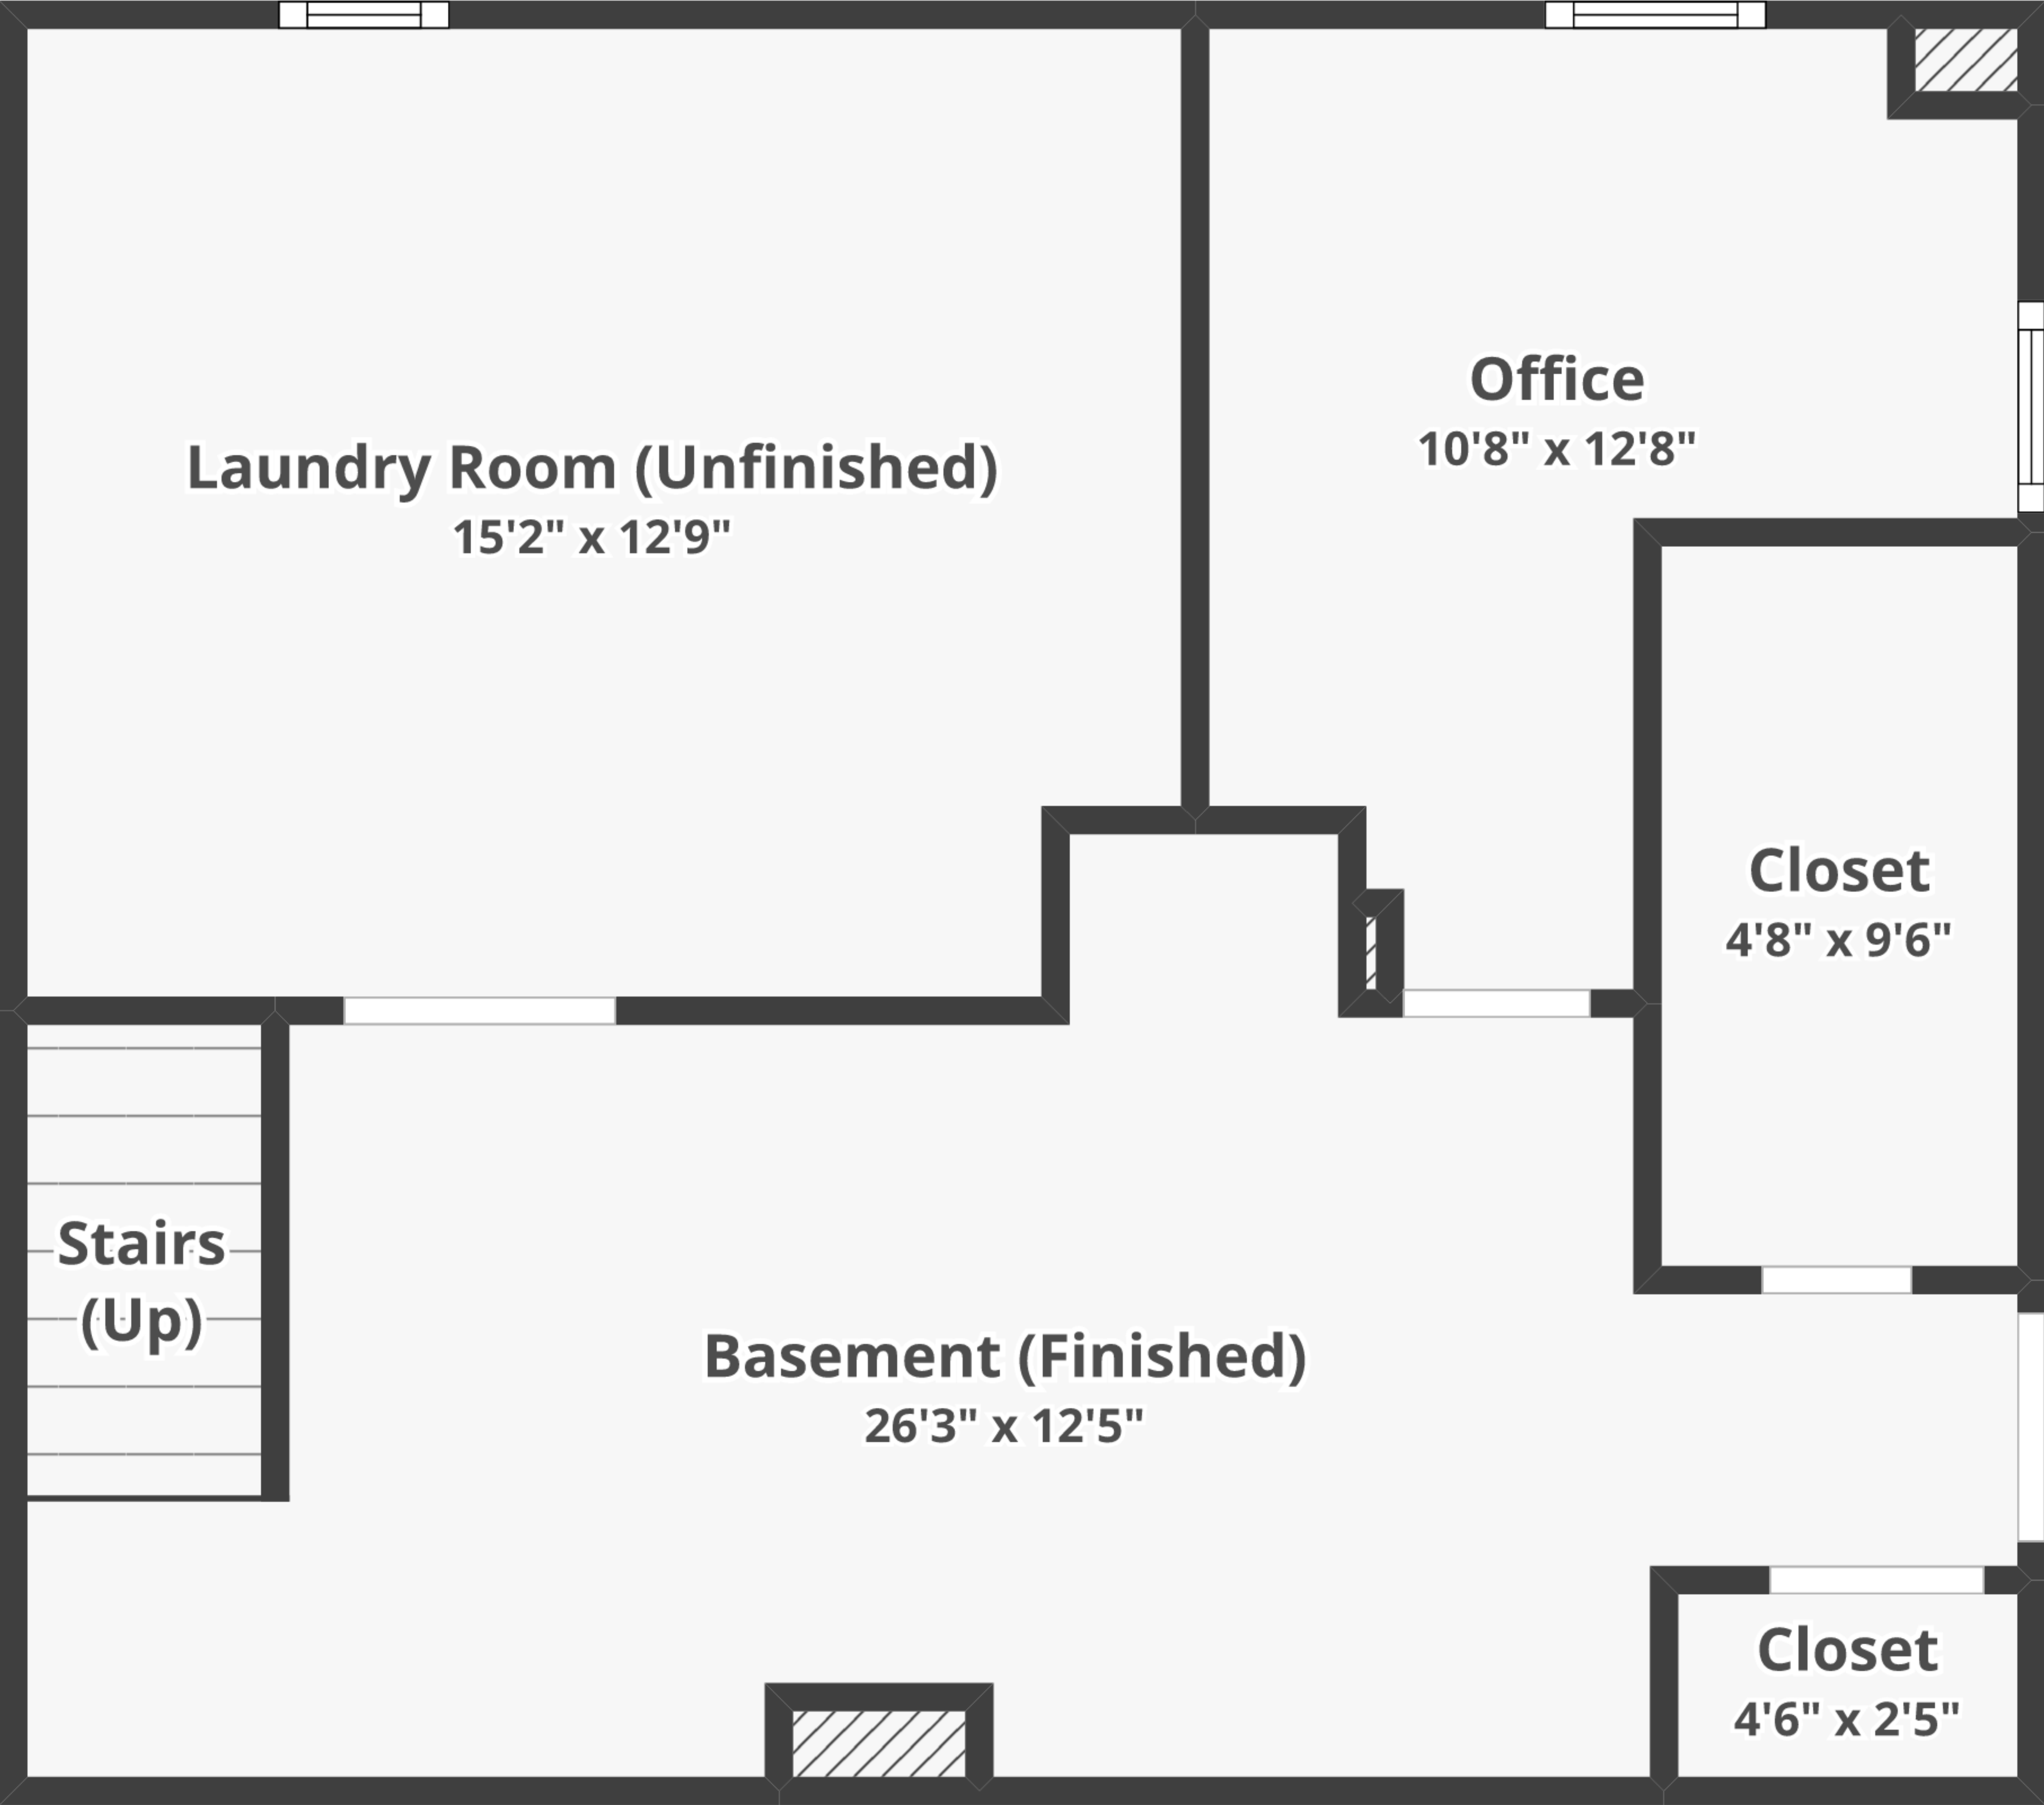 Office
10'8" x 12'8"
Laundry Room (Unfinished)
15'2" x 12'9"
Closet
4'8" x 9'6"
Stairs
(Up)
Basement (Finished)
26'3" x 12'5"
Closet
4'6" x 2'5"